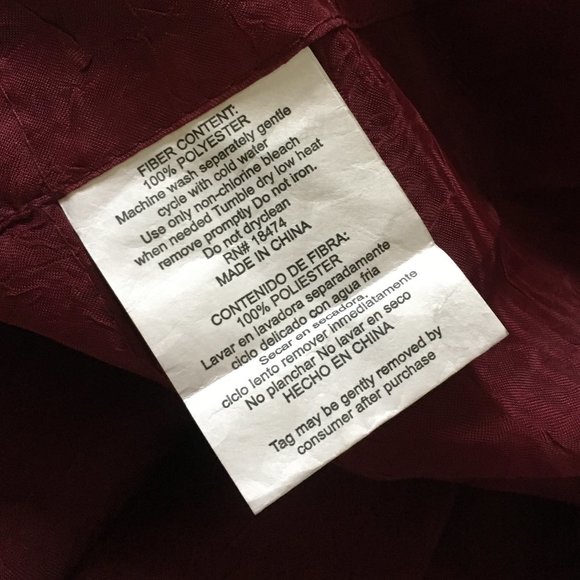 FIBER CONTENT:
100% POLYESTER
Machine wash separately gentle
cycle with cold water
Use only non-chlorine bleach
when needed Tumble dry low heat
remove promptly Do not iron.
Do not dryclean
RN# 18474
MADE IN CHINA
CONTENIDO DE FIBRA:
100% POLIESTER
Lavar en lavadora separadamente
ciclo delicado con agua fria
Secar en secadora.
ciclo lento remover inmediatamente
No planchar No lavar en seco
HECHO EN CHINA
Tag may be gently removed by
consumer after purchase